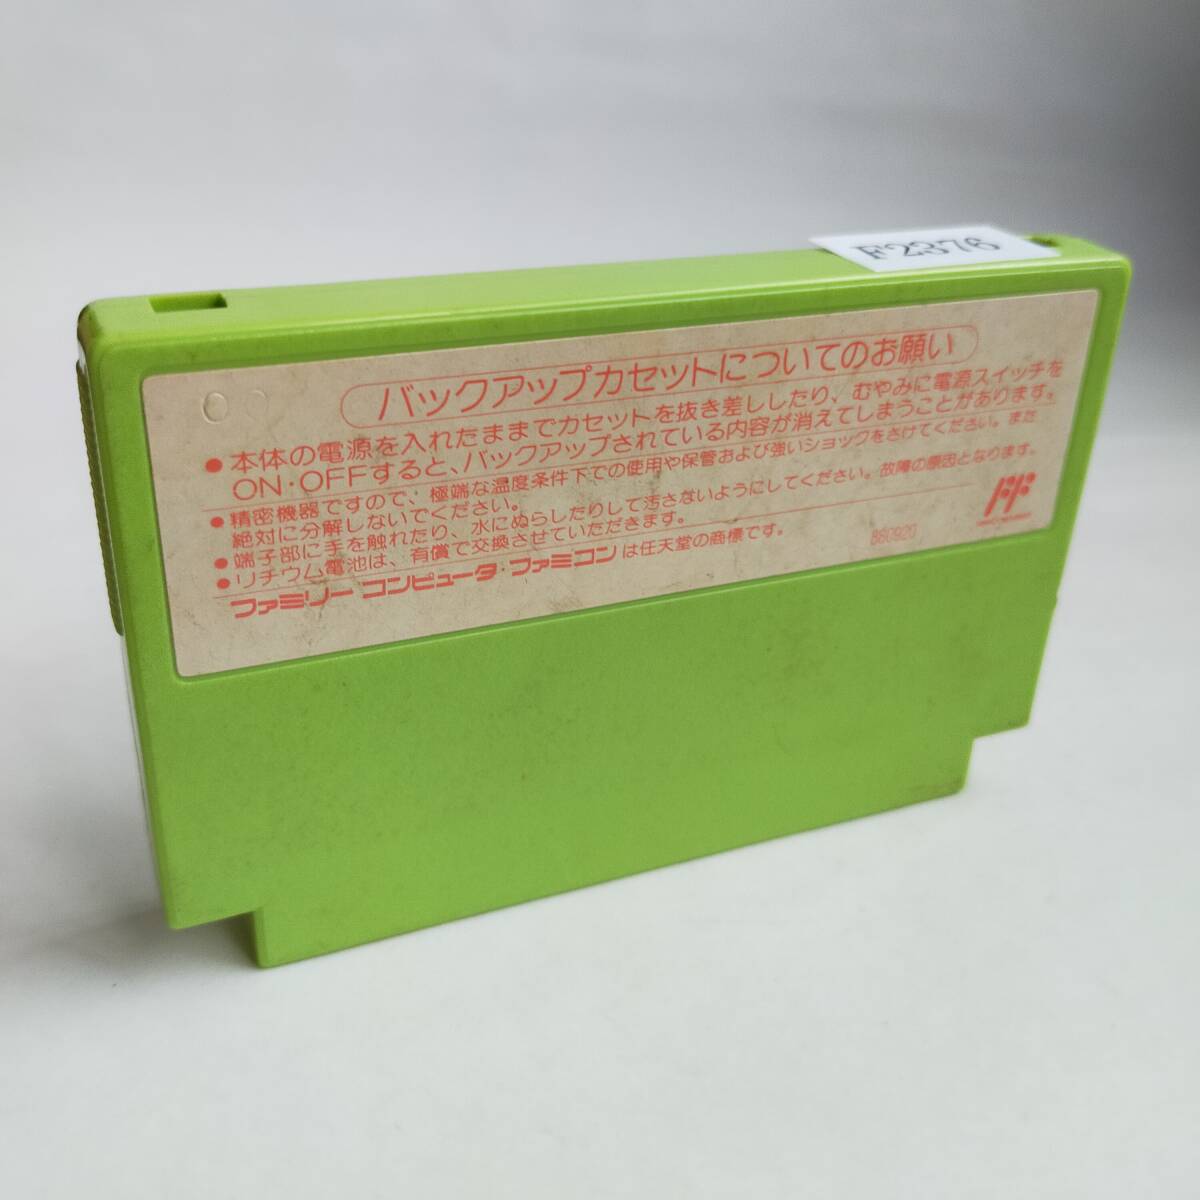 F2376
バックアップカセットについてのお願い
●本体の電源を入れたままでカセットを抜き差ししたり、むやみに電源スイッチを
ON・OFFすると、バックアップされている内容が消えてしまうことがあります。
●精密機器ですので、極端な温度条件下での使用や保管および強いショックをさけてください。また
絶対に分解しないでください。
●端子部に手を触れたり、水にぬらしたりして汚さないようにしてください。故障の原因となります。
●リチウム電池は、有償で交換させていただきます。
ファミリーコンピュータ・ファミコンは任天堂の商標です。
880920